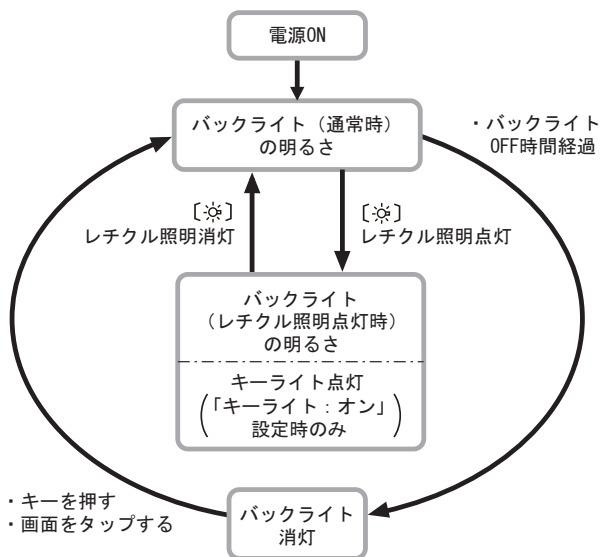 電源ON
バックライト（通常時）
の明るさ
・バックライト
OFF時間経過
〔☼〕
レチクル照明消灯
〔☼〕
レチクル照明点灯
バックライト
（レチクル照明点灯時）
の明るさ
キーライト点灯
（「キーライト：オン」
設定時のみ）
・キーを押す
・画面をタップする
バックライト
消灯